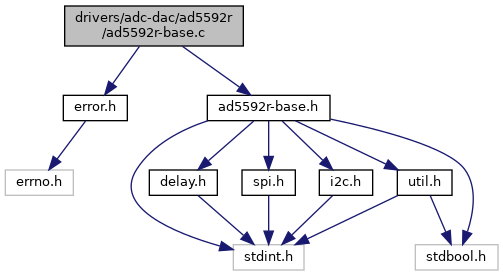 drivers/adc-dac/ad5592r
/ad5592r-base.c
error.h
ad5592r-base.h
errno.h
delay.h
spi.h
i2c.h
util.h
stdint.h
stdbool.h